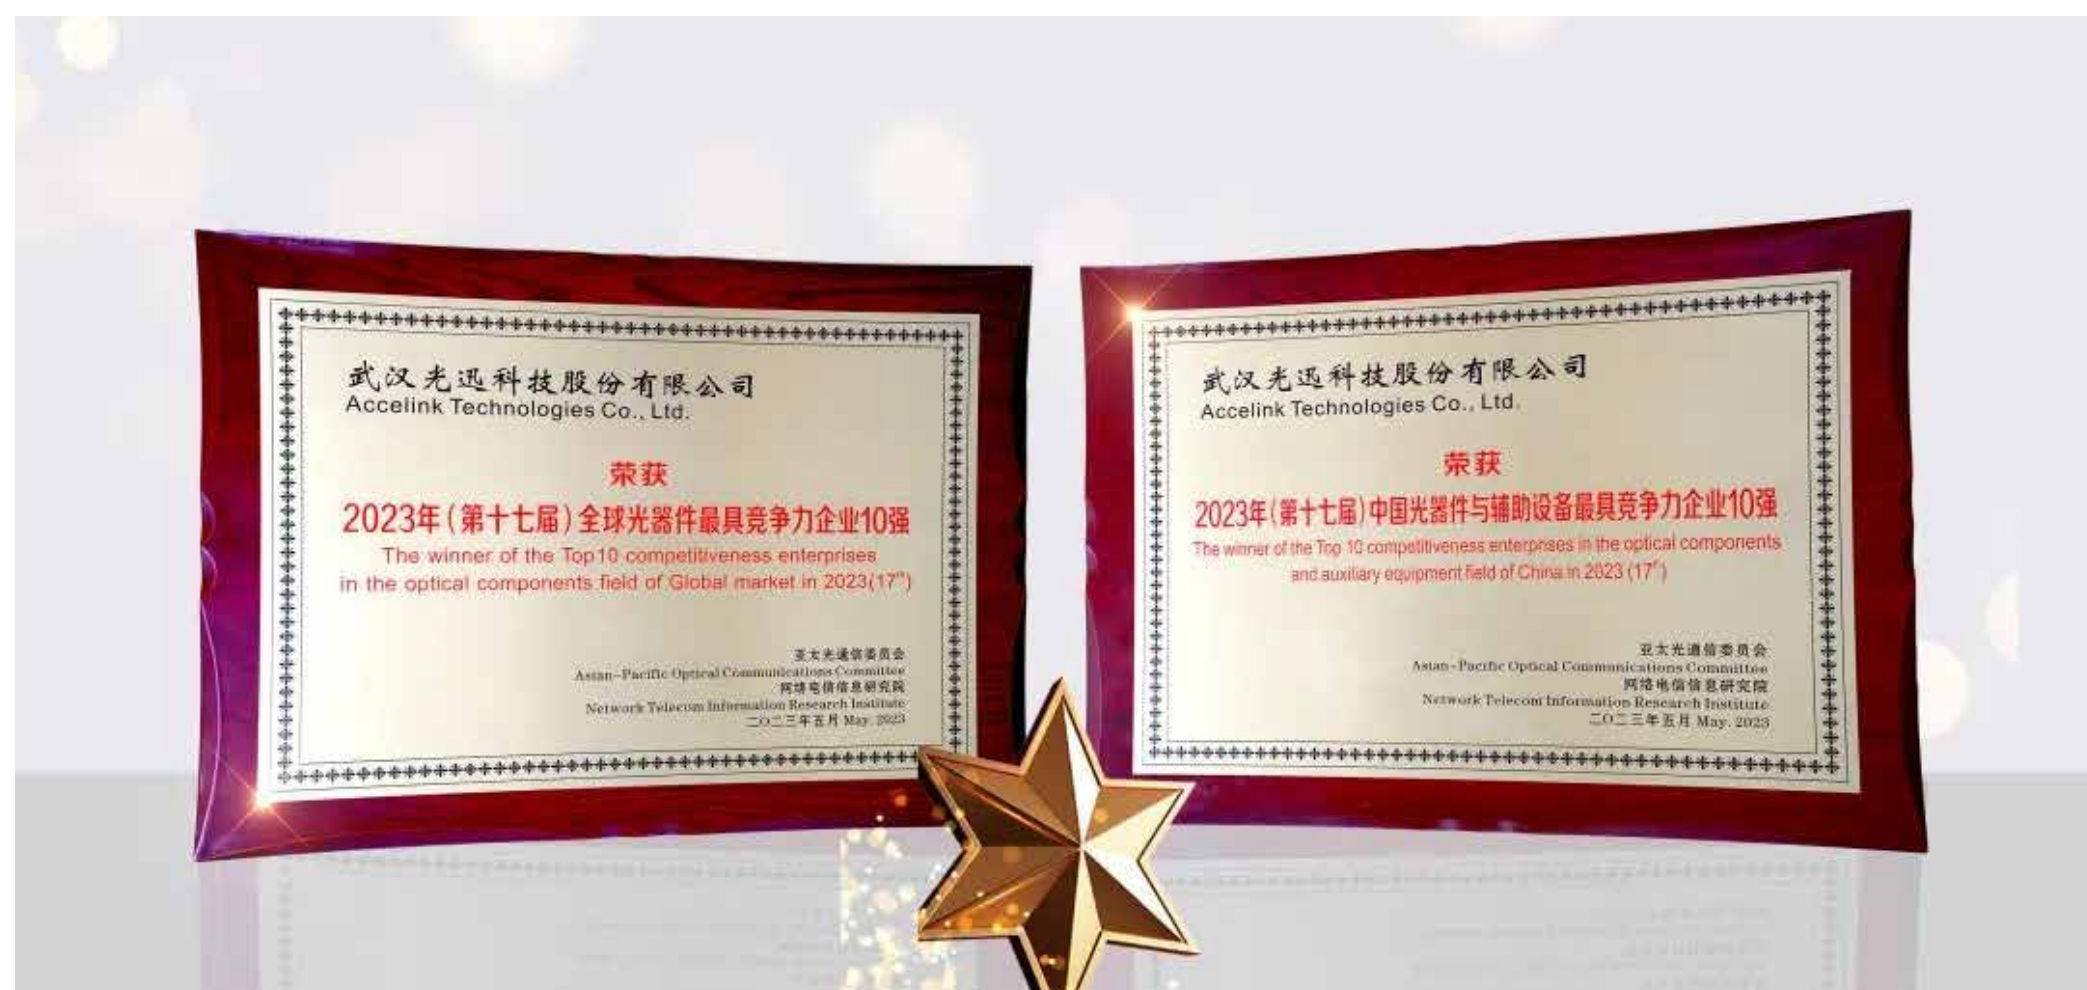 武汉光迅科技股份有限公司
Accelink Technologies Co., Ltd.
荣获
2023年(第十七届)全球光器件最具竞争力企业10强
The winner of the Top10 competitiveness enterprises
in the optical components field of Global market in 2023(17th)
亚太光通信委员会
Asian-Pacific Optical Communications Committee
网络电信信息研究院
Network Telecom Information Research Institute
二〇二三年五月 May. 2023
武汉光迅科技股份有限公司
Accelink Technologies Co., Ltd.
荣获
2023年(第十七届)中国光器件与辅助设备最具竞争力企业10强
The winner of the Top 10 competitiveness enterprises in the optical components
and auxiliary equipment field of China in 2023 (17th)
亚太光通信委员会
Asian-Pacific Optical Communications Committee
网络电信信息研究院
Network Telecom Information Research Institute
二〇二三年五月 May. 2023